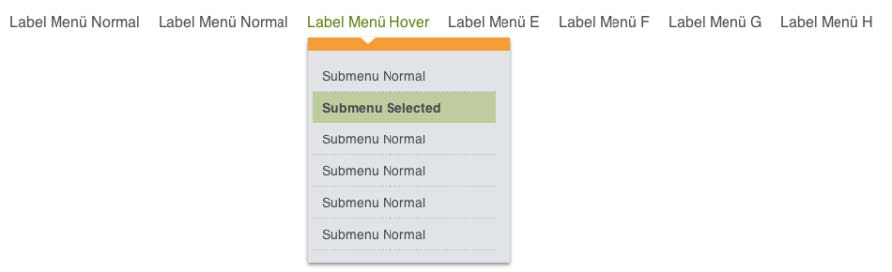 Label Menü Normal Label Menü Normal Label Menü Hover Label Menü E Label Menü F Label Menü G Label Menü H
Submenu Normal
Submenu Selected
Submenu Normal
Submenu Normal
Submenu Normal
Submenu Normal